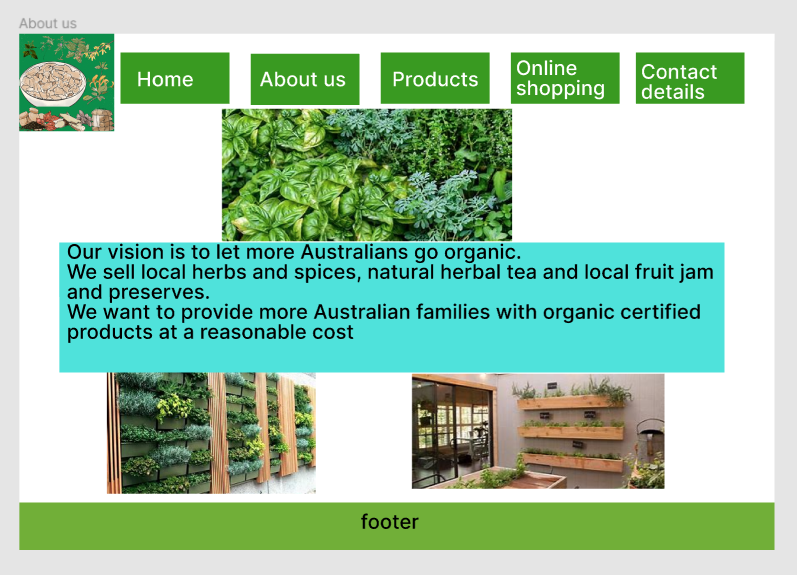 About us
Home
About us
Products
Online
shopping
Contact
details
Our vision is to let more Australians go organic.
We sell local herbs and spices, natural herbal tea and local fruit jam
and preserves.
We want to provide more Australian families with organic certified
products at a reasonable cost
footer